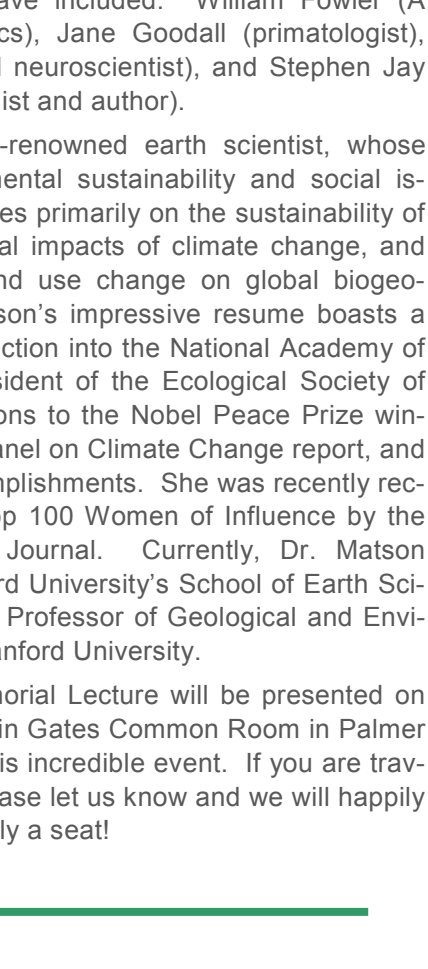 ave included: William Fowler (A
cs), Jane Goodall (primatologist),
neuroscientist), and Stephen Jay
ist and author).
-renowned earth scientist, whose
mental sustainability and social is-
es primarily on the sustainability of
al impacts of climate change, and
nd use change on global biogeo-
son's impressive resume boasts a
ction into the National Academy of
sident of the Ecological Society of
ons to the Nobel Peace Prize win-
anel on Climate Change report, and
mplishments. She was recently rec-
op 100 Women of Influence by the
Journal. Currently, Dr. Matson
rd University's School of Earth Sci-
Professor of Geological and Envi-
anford University.
morial Lecture will be presented on
in Gates Common Room in Palmer
is incredible event. If you are trav-
ase let us know and we will happily
ly a seat!